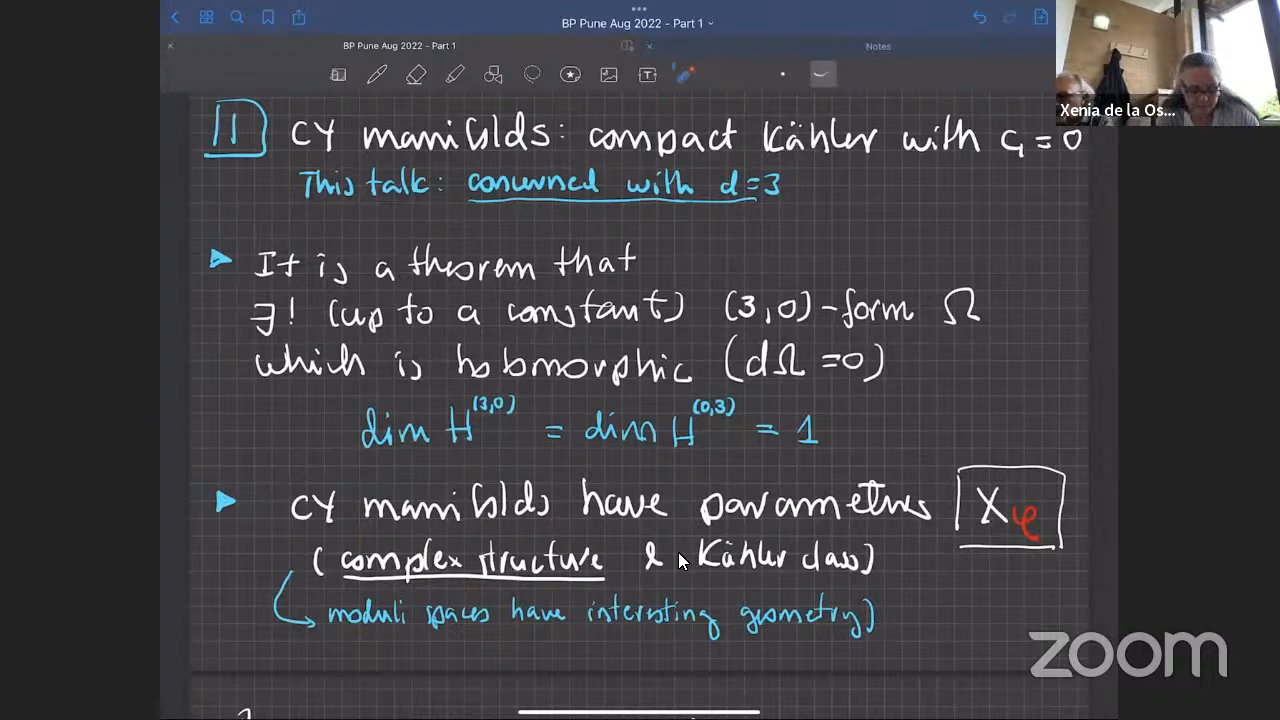 BP Pune Aug 2022 - Part 1
BP Pune Aug 2022 - Part 1
Notes
Xenia de la Os...
1 CY manifolds: compact Kähler with c₁ = 0
This talk: concerned with d=3
It is a theorem that
∃! (up to a constant) (3,0)-form Ω
which is holomorphic (dΩ = 0)
dim H^(3,0) = dim H^(0,3) = 1
CY manifolds have parameters X_φ
(complex structure & Kähler class)
moduli spaces have interesting geometry)
zoom